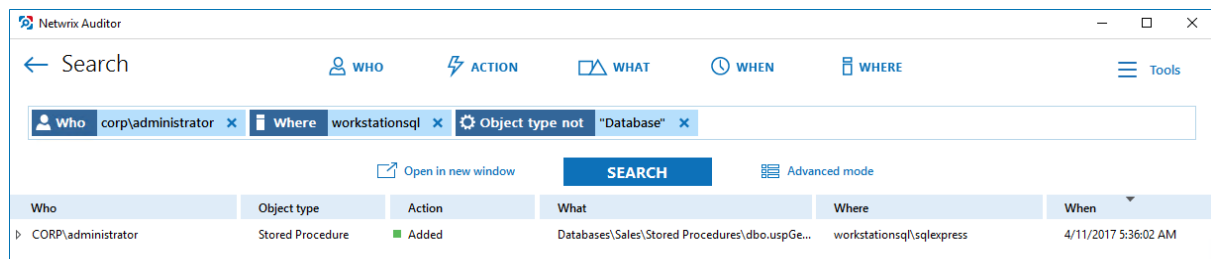 Netwrix Auditor
Search WHO ACTION WHAT WHEN WHERE Tools
Who corp\administrator Where workstationsql Object type not "Database"
Open in new window SEARCH Advanced mode
Who Object type Action What Where When
CORP\administrator Stored Procedure Added Databases\Sales\Stored Procedures\dbo.uspGe... workstationsql\sqlexpress 4/11/2017 5:36:02 AM